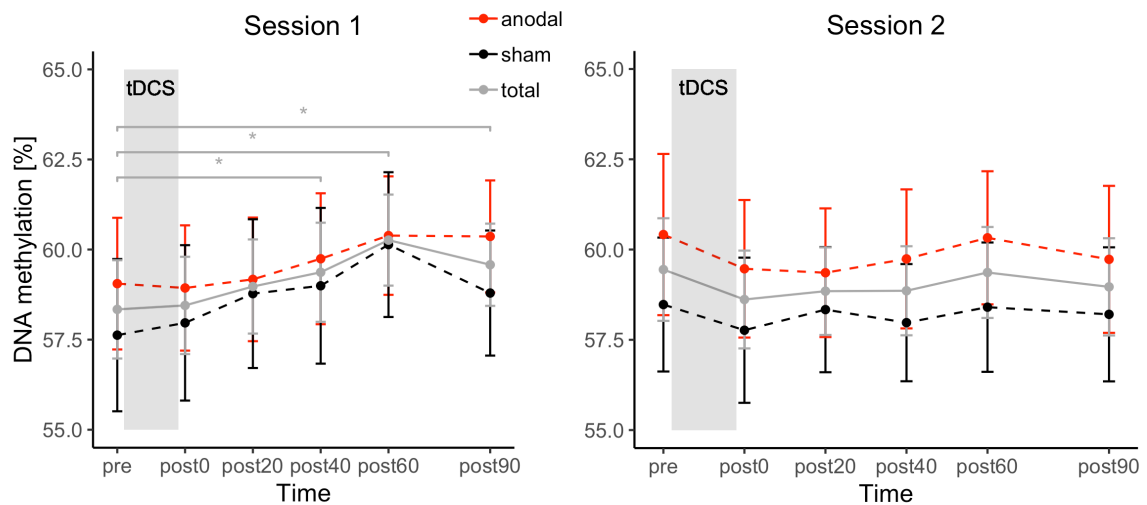 Session 1
anodal
sham
total
Session 2
DNA methylation [%]
65.0
62.5
60.0
57.5
55.0
tDCS
*
*
*
pre post0 post20 post40 post60 post90
Time
65.0
62.5
60.0
57.5
55.0
tDCS
pre post0 post20 post40 post60 post90
Time